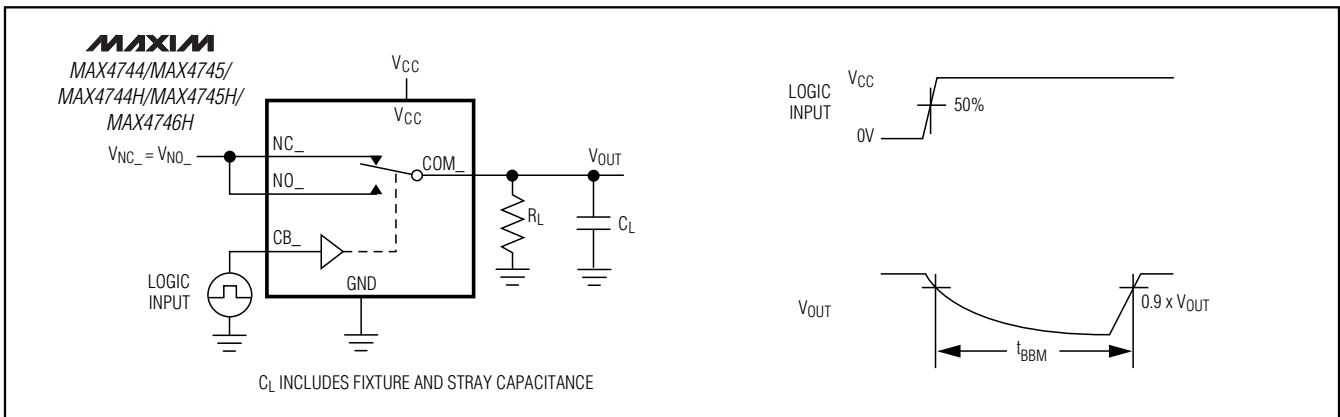 MAXIM
MAX4744/MAX4745/
MAX4744H/MAX4745H/
MAX4746H
VCC
VCC
VNC_ = VNO_
NC_
NO_
COM_
VOUT
RL
CL
CB_
LOGIC
INPUT
GND
CL INCLUDES FIXTURE AND STRAY CAPACITANCE
LOGIC
INPUT
VCC
0V
50%
VOUT
0.9 x VOUT
tBBM